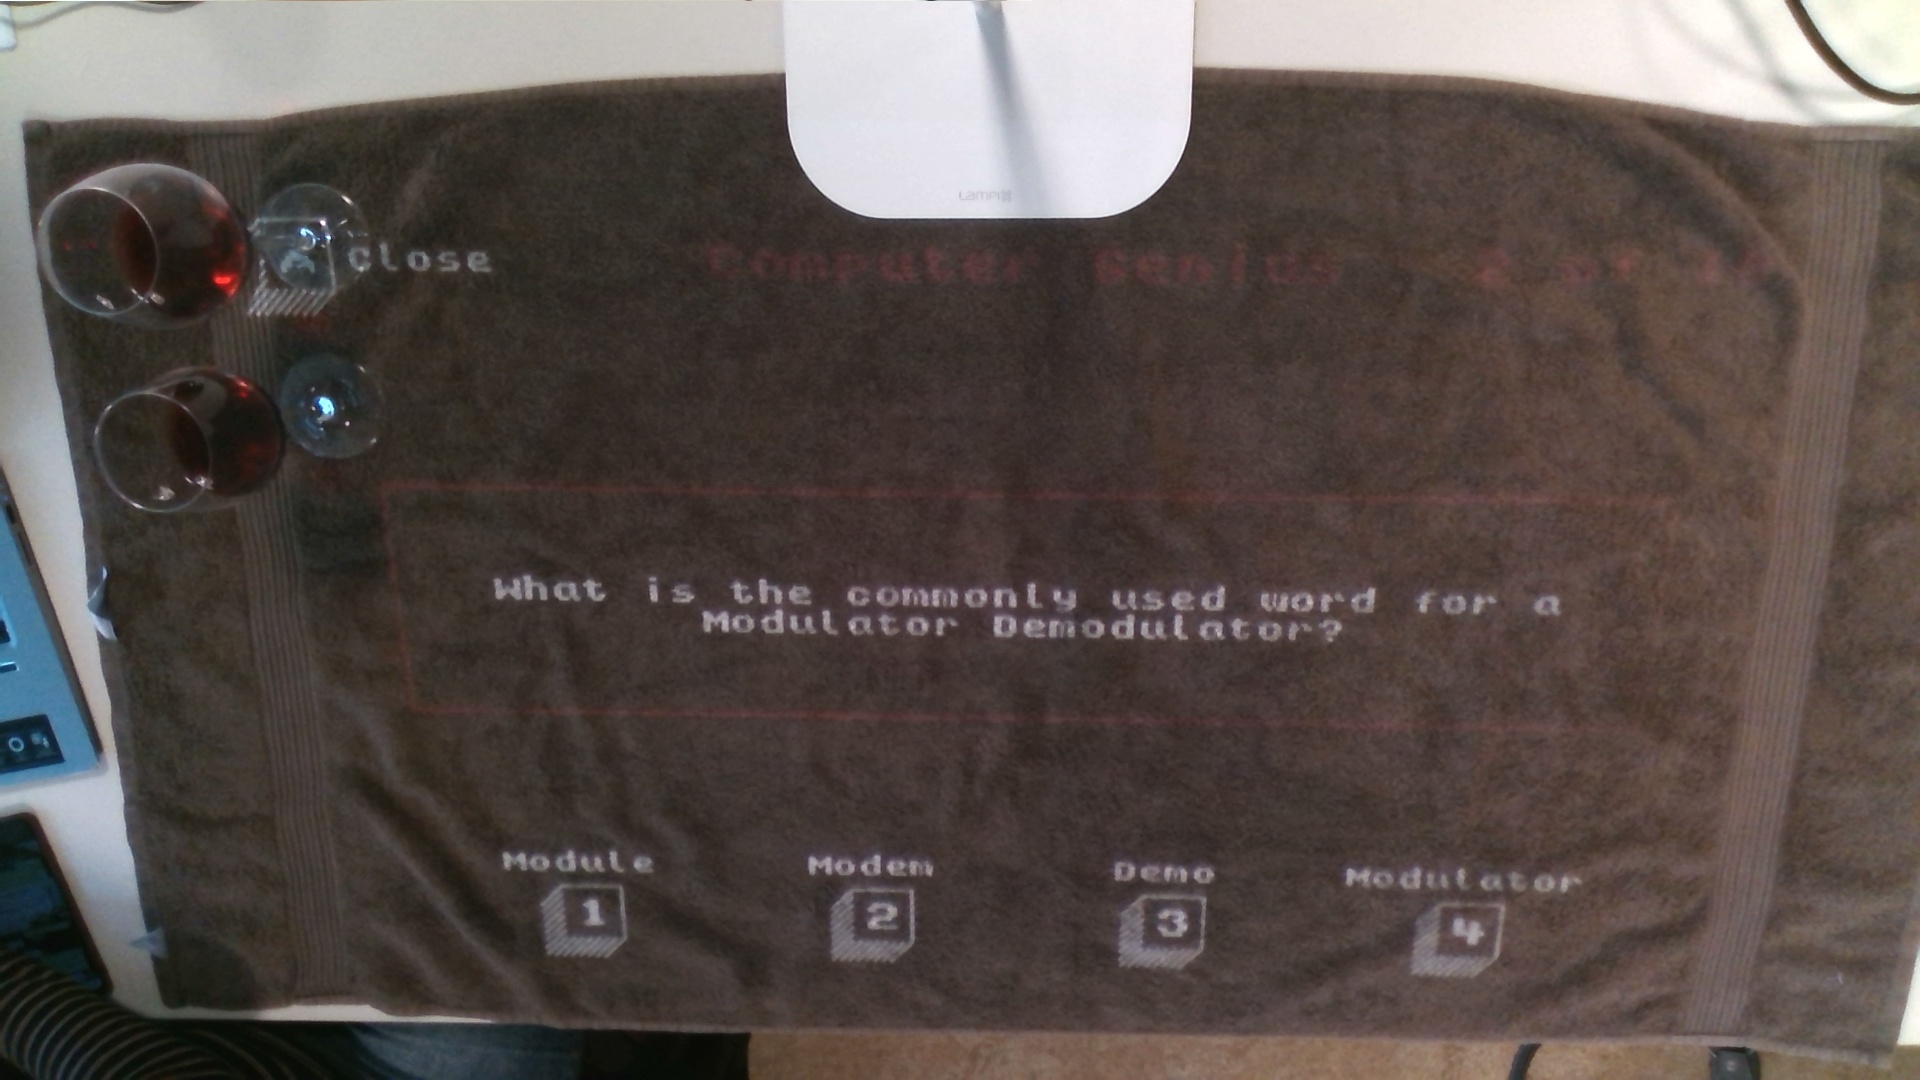 Lampix
Close
Computer Genius
What is the commonly used word for a
Modulator Demodulator?
Module
Modem
Demo
Modulator
1
2
3
4